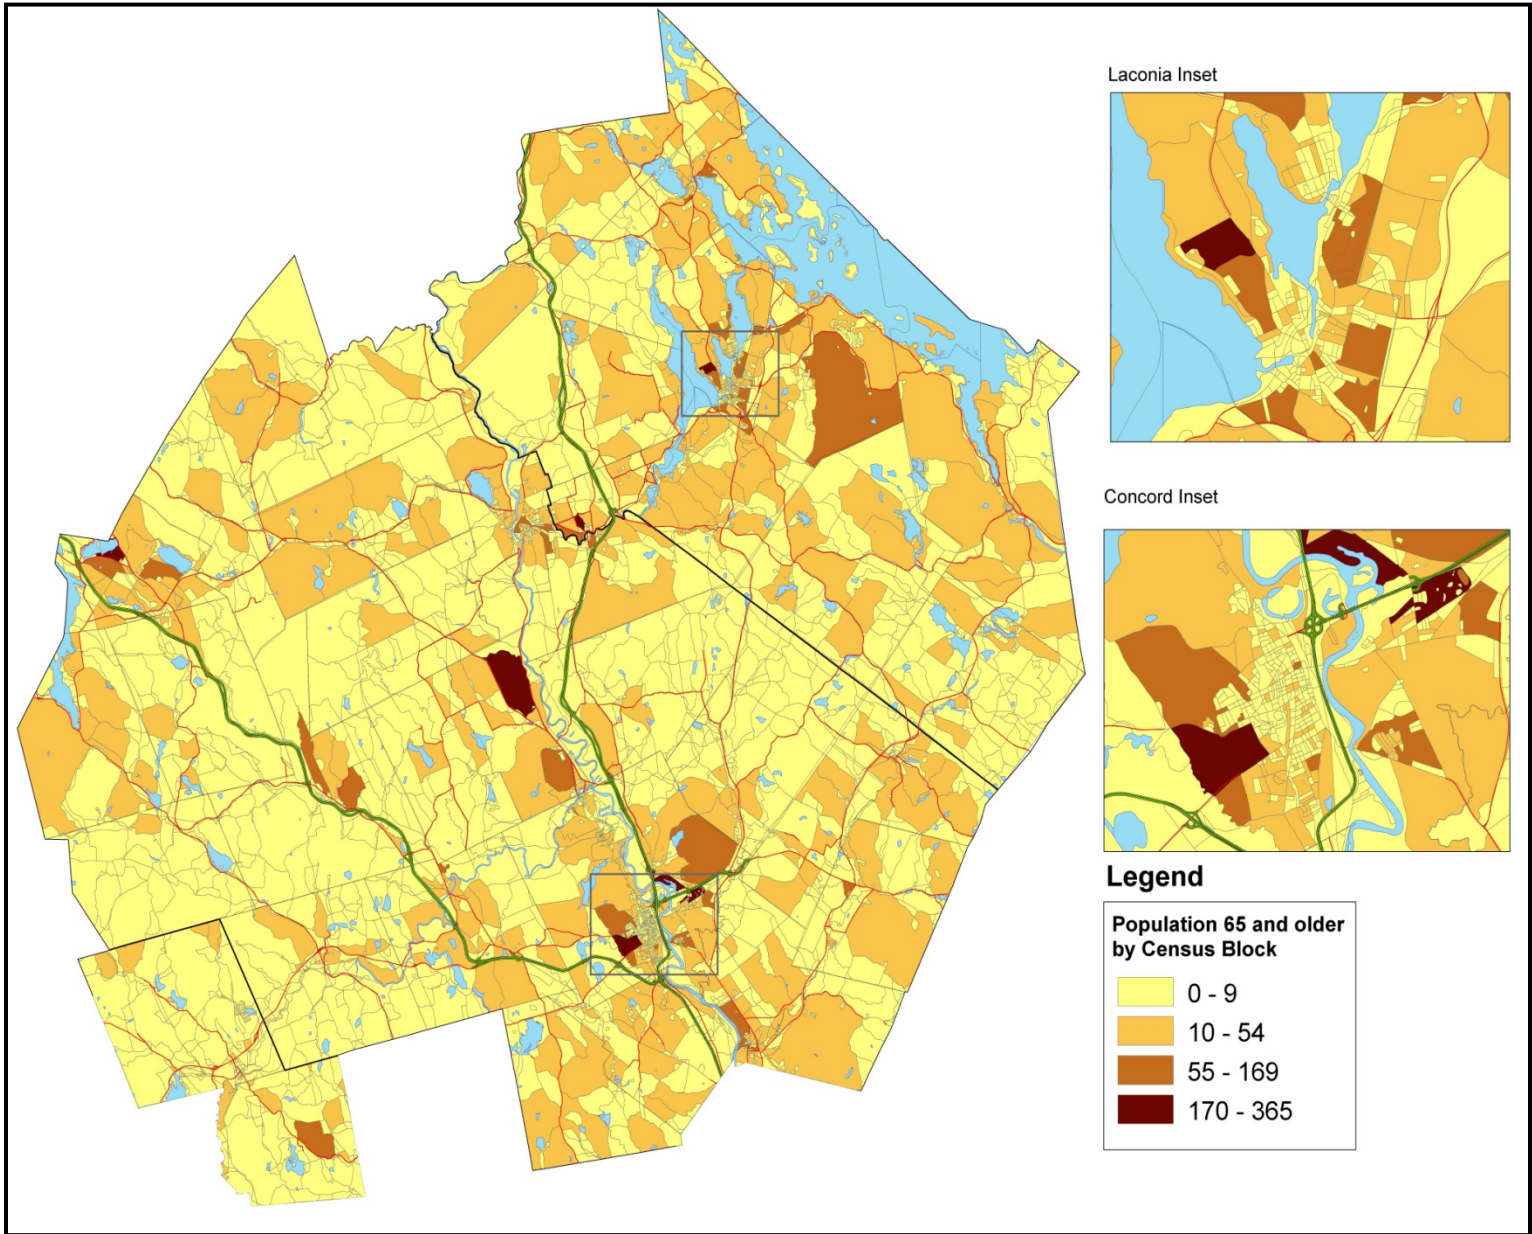 Laconia Inset
Concord Inset
Legend
Population 65 and older
by Census Block
0 - 9
10 - 54
55 - 169
170 - 365